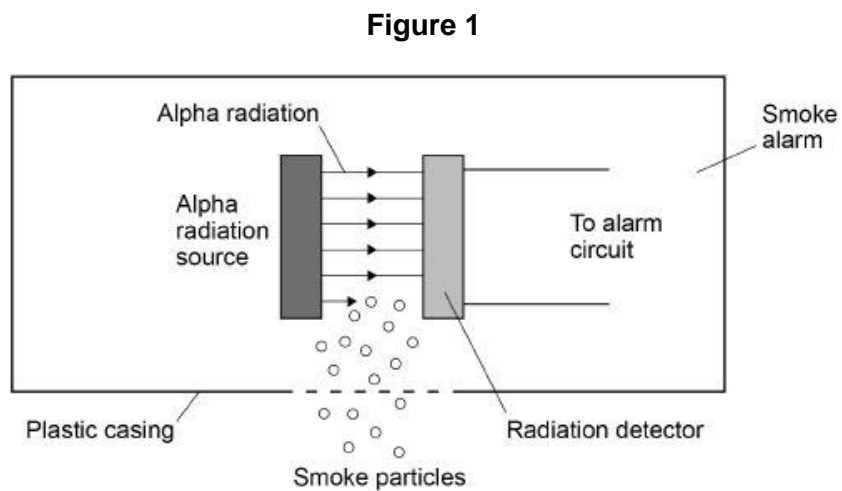 Figure 1
Alpha radiation
Smoke
alarm
Alpha
radiation
source
To alarm
circuit
Plastic casing
Radiation detector
Smoke particles